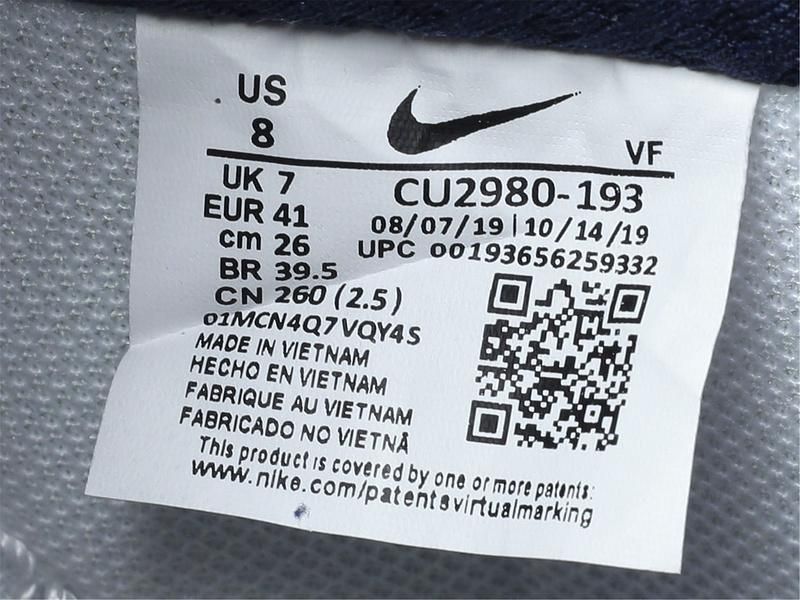 US
8
VF
UK 7
EUR 41
cm 26
BR 39.5
CN 260 (2.5)
CU2980-193
08/07/19 | 10/14/19
UPC 00193656259332
01MCN4Q7VQY4S
MADE IN VIETNAM
HECHO EN VIETNAM
FABRIQUE AU VIETNAM
FABRICADO NO VIETNÃ
This product is covered by one or more patents:
www.nike.com/patentsvirtualmarking